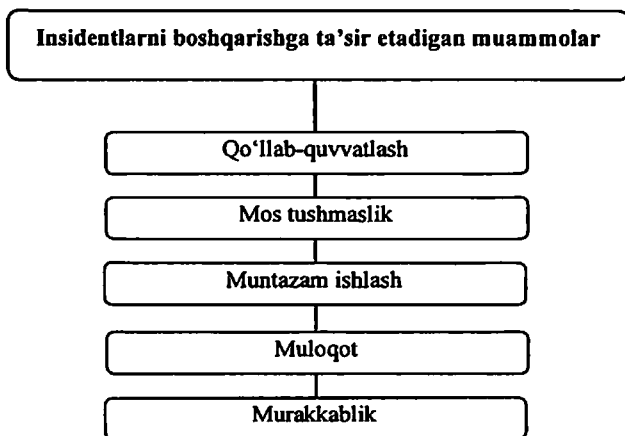 Insidentlarni boshqarishga ta’sir etadigan muammolar
Qo‘llab-quvvatlash
Mos tushmaslik
Muntazam ishlash
Muloqot
Murakkablik